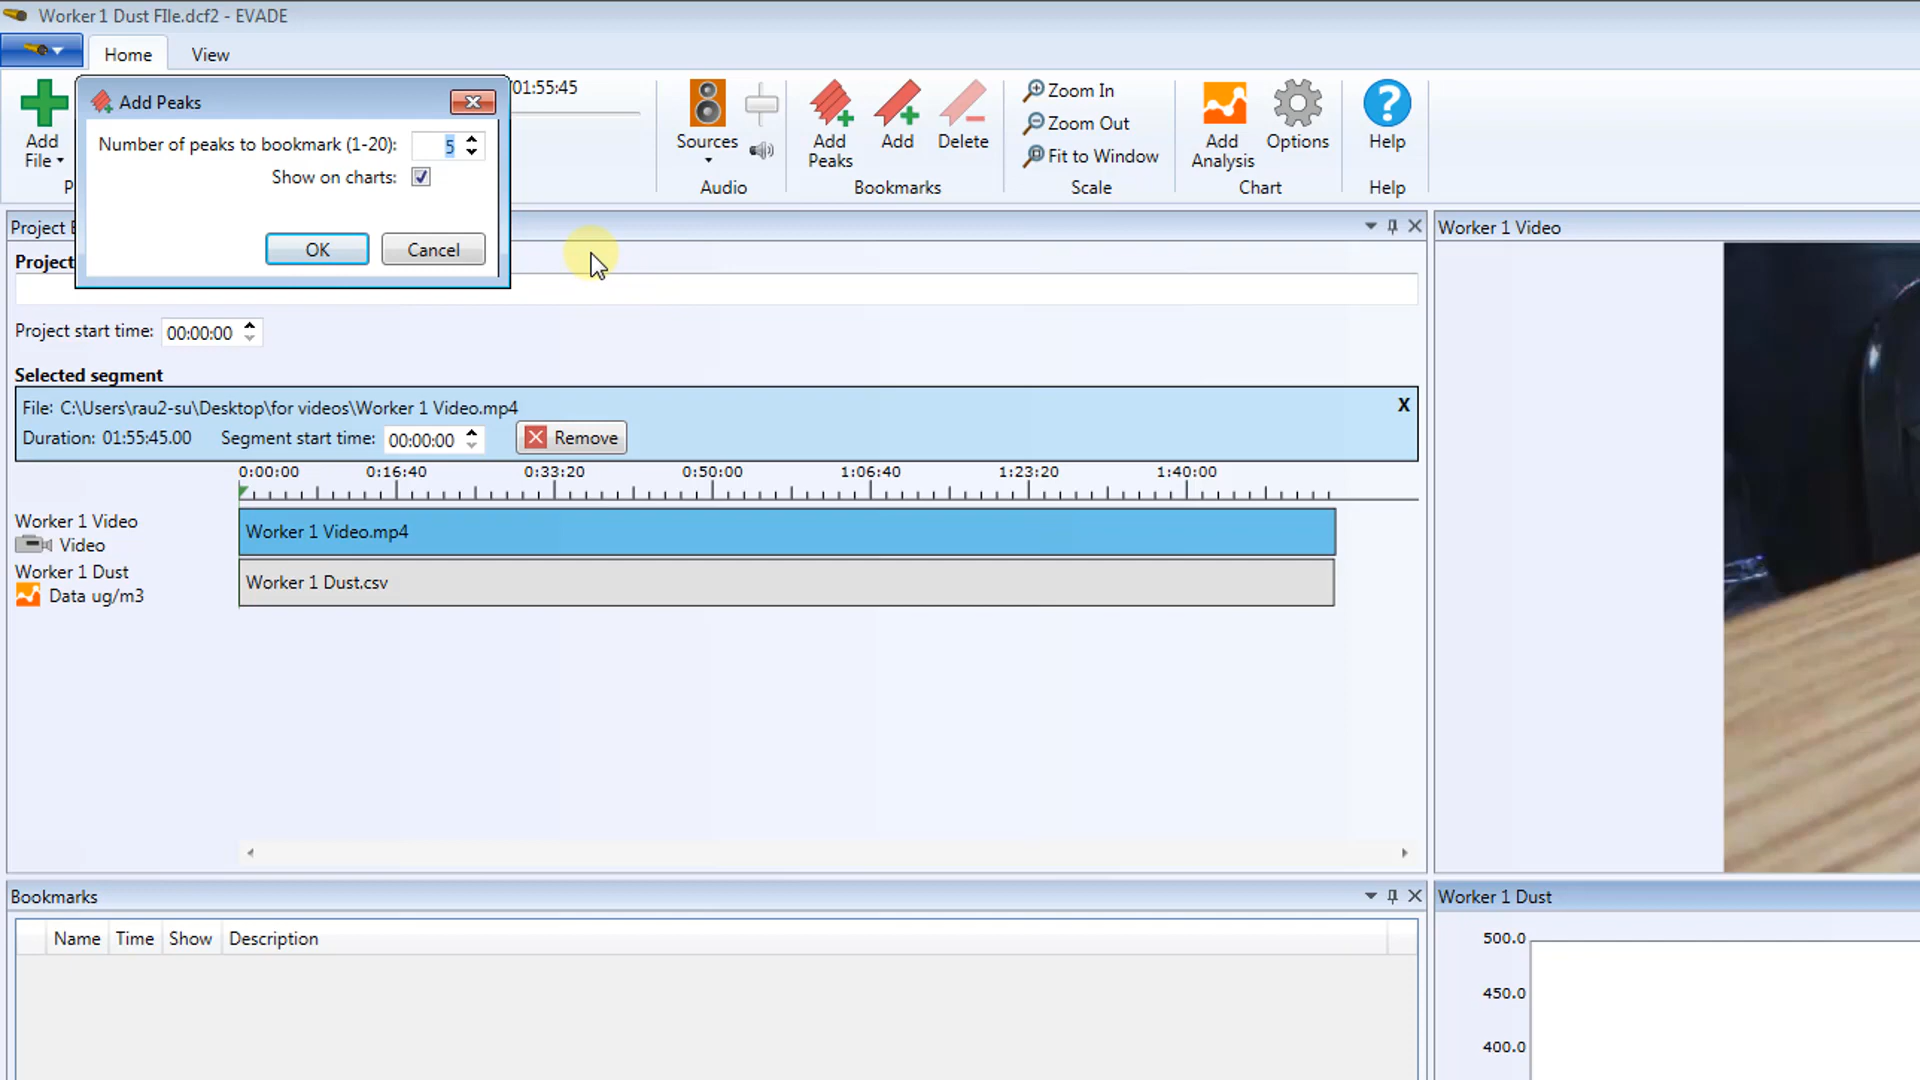 Worker 1 Dust FIle.dcf2 - EVADE
Home View
Add Peaks
Number of peaks to bookmark (1-20): 5
Show on charts:
OK Cancel
01:55:45
Add File
Sources
Audio
Add Peaks
Add
Delete
Bookmarks
Zoom In
Zoom Out
Fit to Window
Scale
Add Analysis
Options
Chart
Help
Help
Project
Project
Project start time: 00:00:00
Selected segment
File: C:\Users\rau2-su\Desktop\for videos\Worker 1 Video.mp4
X
Duration: 01:55:45.00 Segment start time: 00:00:00 Remove
0:00:00 0:16:40 0:33:20 0:50:00 1:06:40 1:23:20 1:40:00
Worker 1 Video
Video
Worker 1 Video.mp4
Worker 1 Dust
Data ug/m3
Worker 1 Dust.csv
Worker 1 Video
Bookmarks
Name Time Show Description
Worker 1 Dust
500.0
450.0
400.0